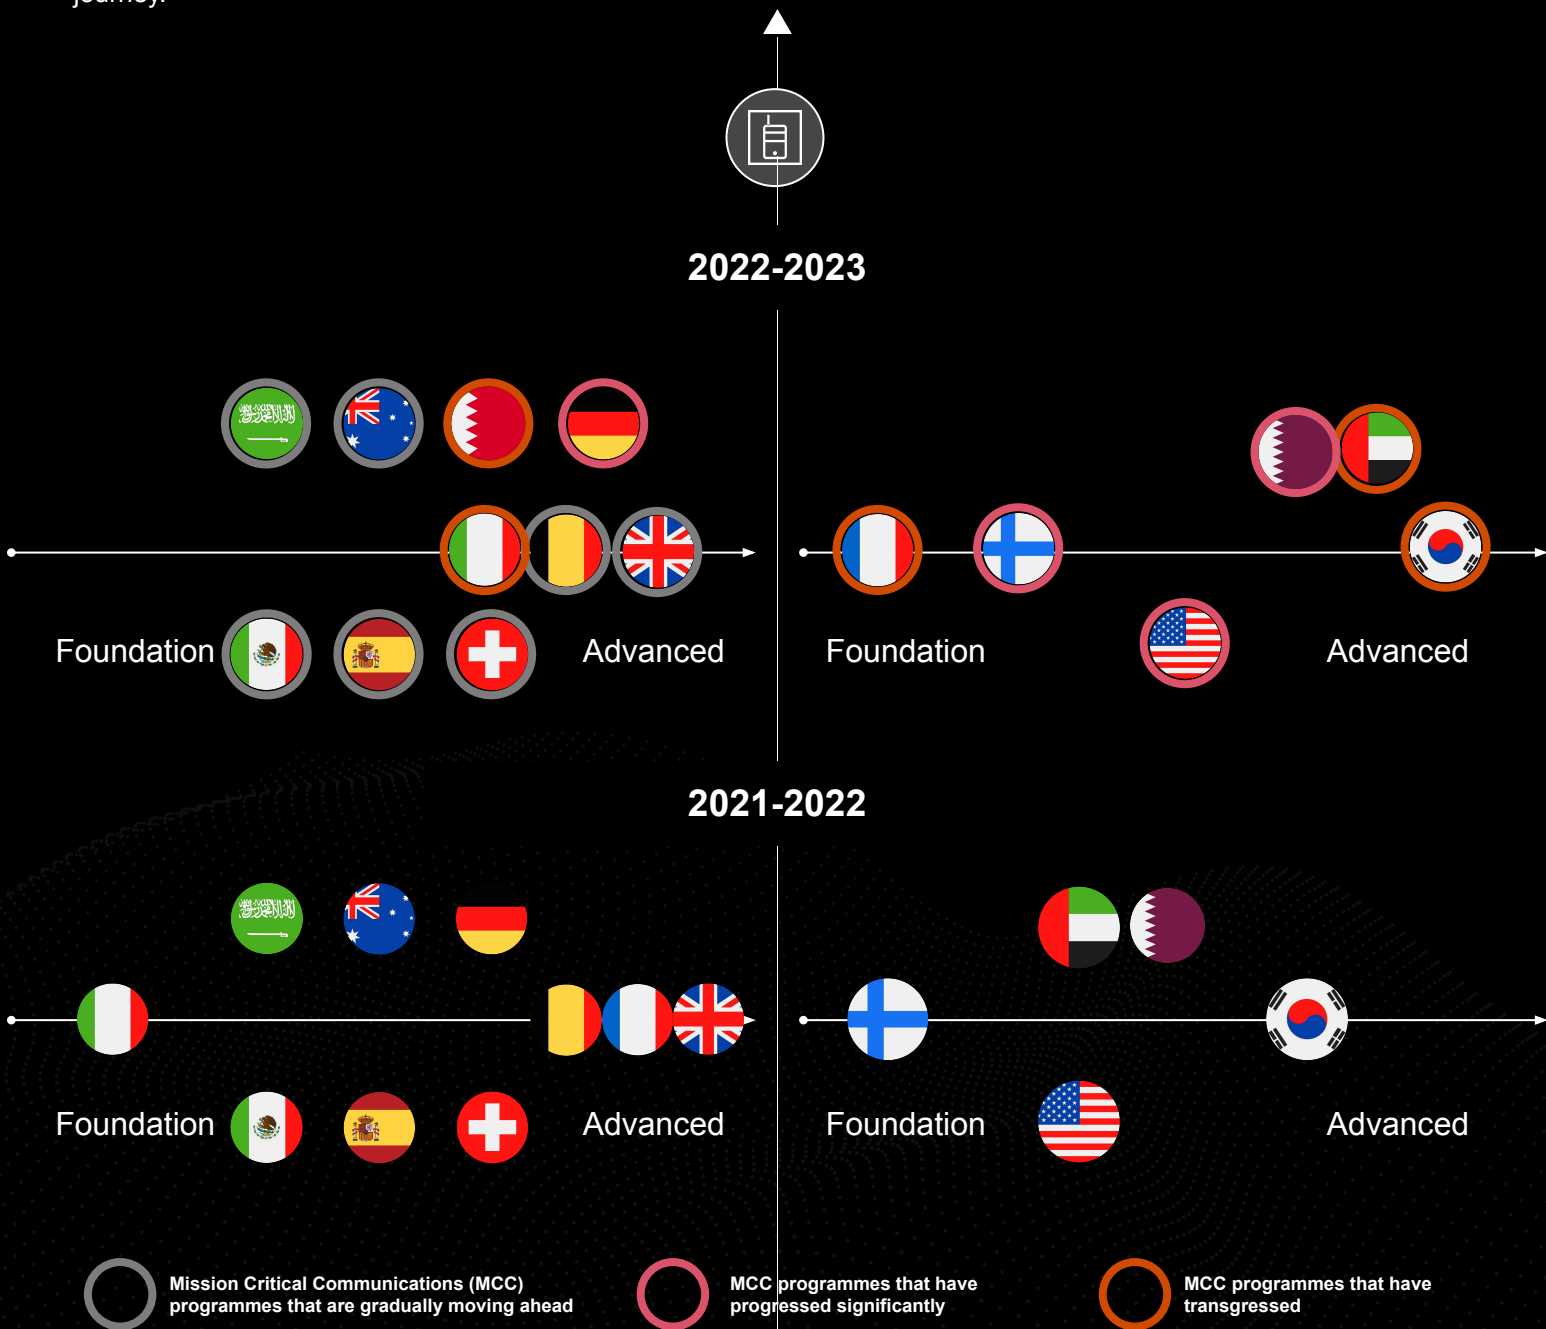 journey.
2022-2023
Foundation
Advanced
Foundation
Advanced
2021-2022
Foundation
Advanced
Foundation
Advanced
Mission Critical Communications (MCC)
programmes that are gradually moving ahead
MCC programmes that have
progressed significantly
MCC programmes that have
transgressed